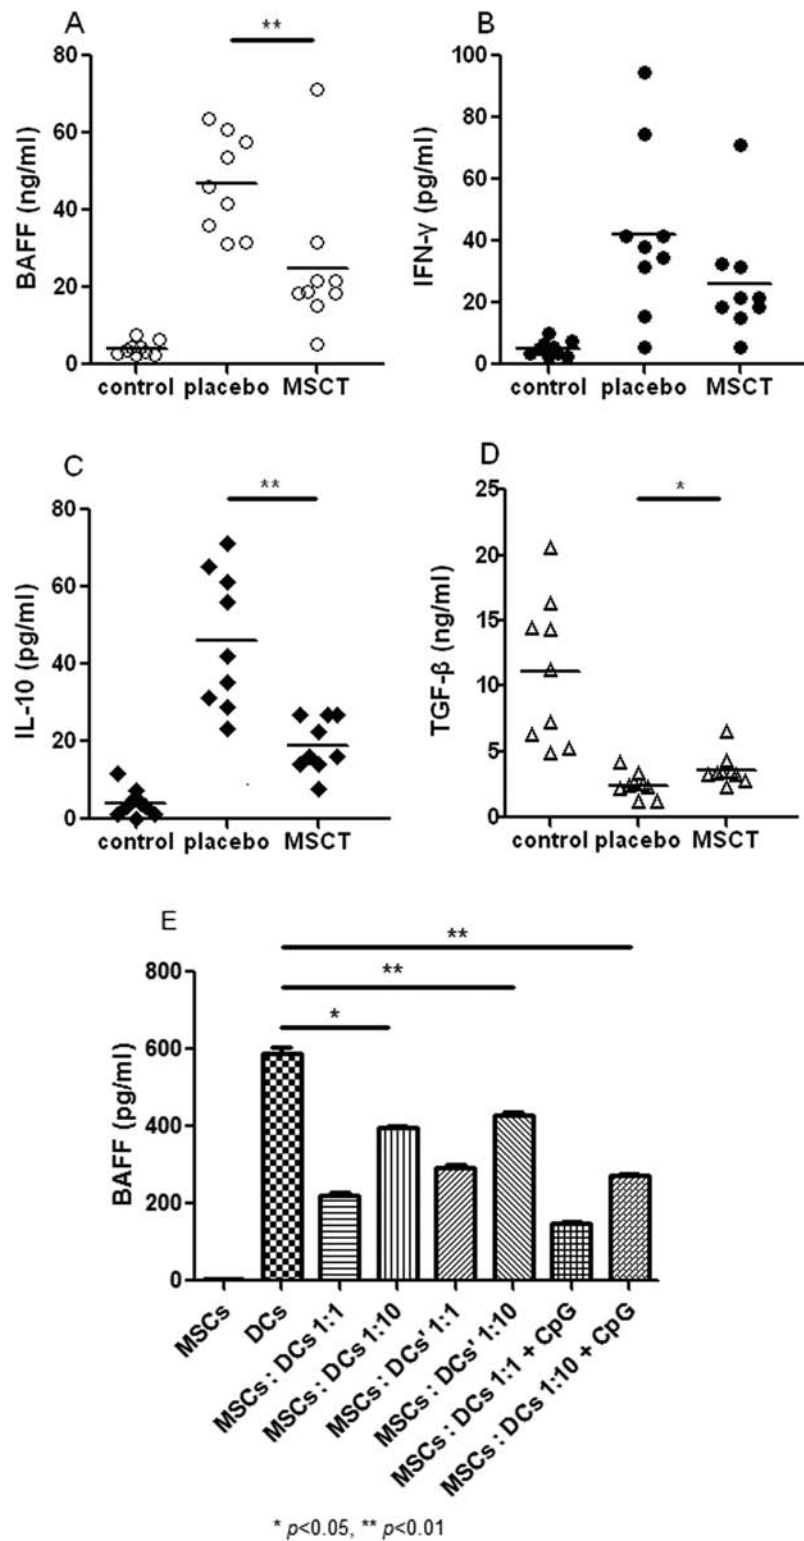 A
**
BAFF (ng/ml)
80
60
40
20
0
control placebo MSCT
B
IFN-γ (pg/ml)
100
80
60
40
20
0
control placebo MSCT
C
**
IL-10 (pg/ml)
80
60
40
20
0
control placebo MSCT
D
*
TGF-β (ng/ml)
25
20
15
10
5
0
control placebo MSCT
E
**
**
*
BAFF (pg/ml)
800
600
400
200
0
MSCs
DCs
MSCs : DCs 1:1
MSCs : DCs 1:10
MSCs : DCs' 1:1
MSCs : DCs' 1:10
MSCs : DCs 1:1 + CpG
MSCs : DCs 1:10 + CpG
* p<0.05, ** p<0.01